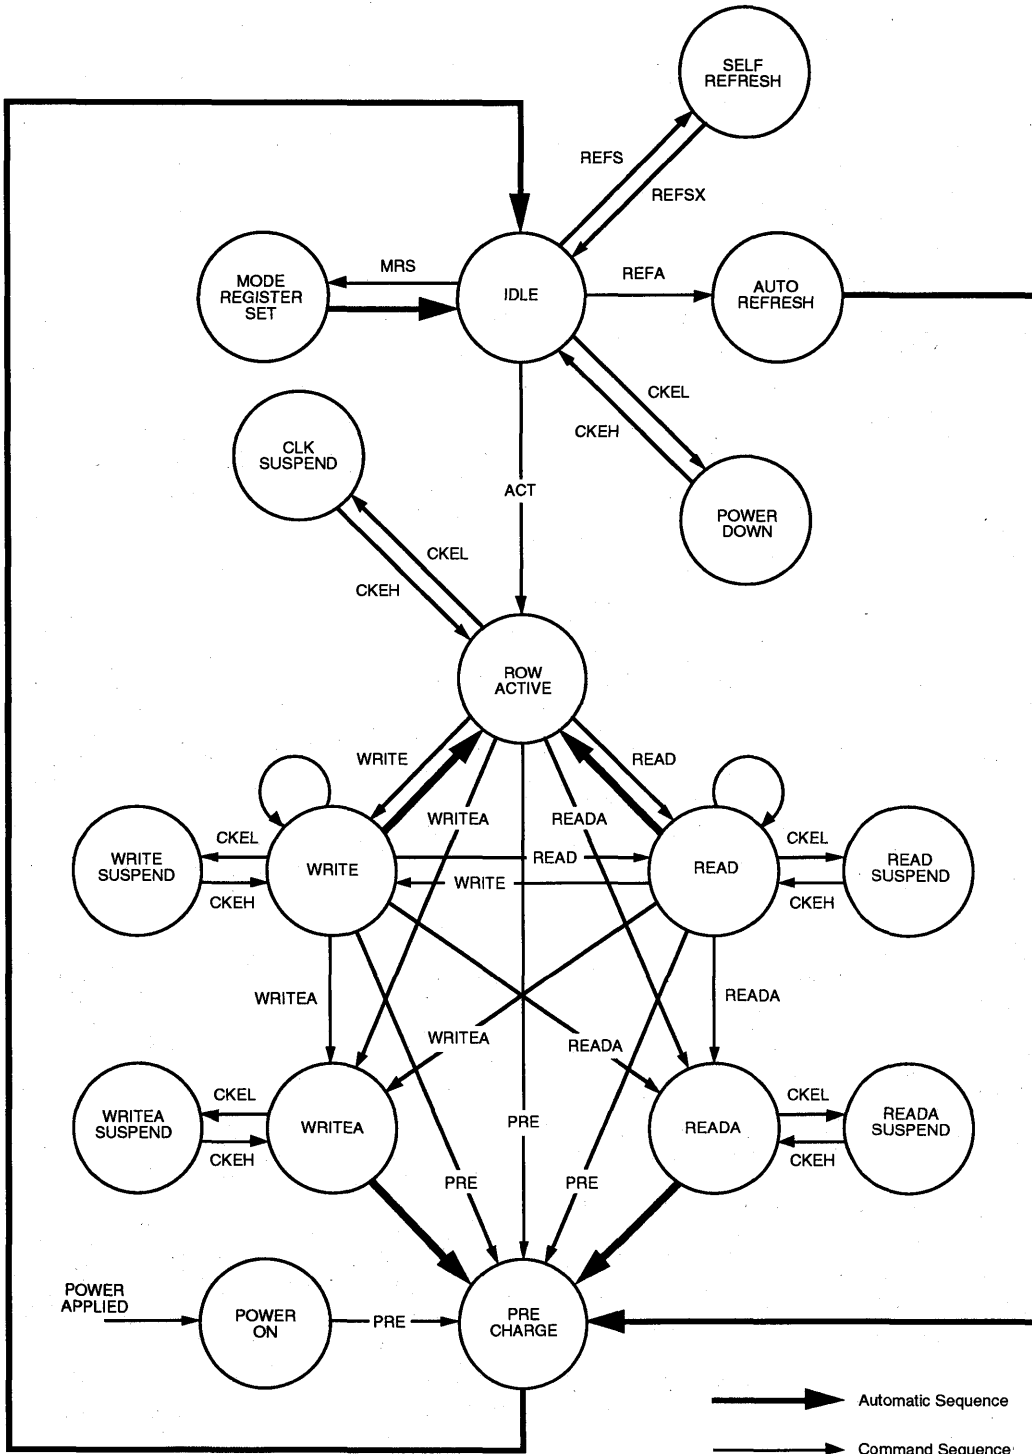 SELF
REFRESH
REFS
REFSX
MODE
REGISTER
SET
MRS
IDLE
REFA
AUTO
REFRESH
CKEL
CKEH
POWER
DOWN
CLK
SUSPEND
ACT
CKEL
CKEH
ROW
ACTIVE
WRITE
READ
WRITEA
READA
WRITE
SUSPEND
CKEL
CKEH
WRITE
READ
WRITE
READ
CKEL
CKEH
READ
SUSPEND
WRITEA
READA
WRITEA
READA
WRITEA
SUSPEND
CKEL
CKEH
WRITEA
PRE
READA
CKEL
CKEH
READA
SUSPEND
PRE
PRE
POWER
APPLIED
POWER
ON
PRE
PRE
CHARGE
Automatic Sequence
Command Sequence